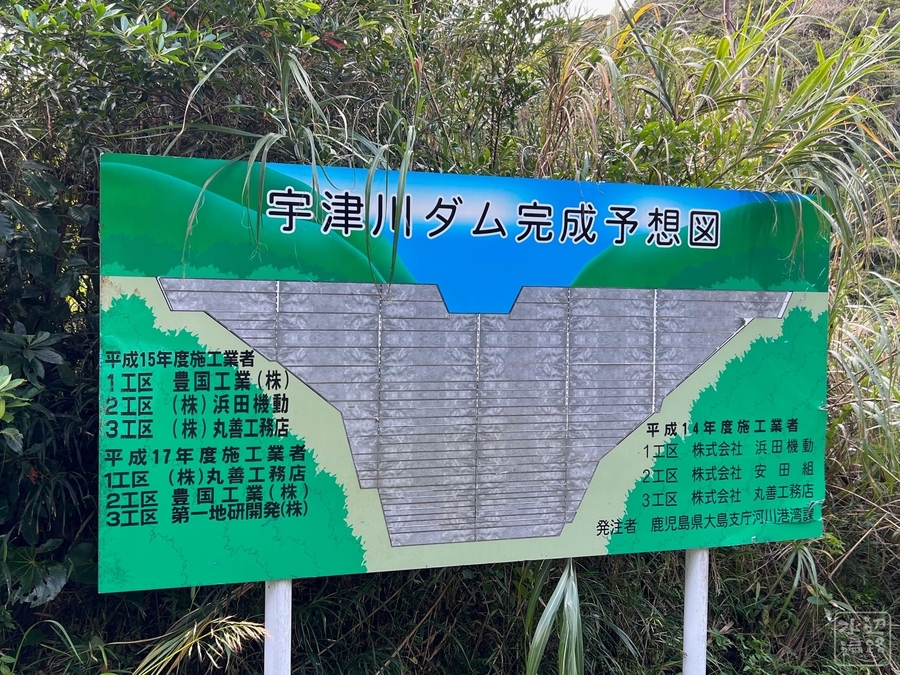 宇津川ダム完成予想図
平成15年度施工業者
1工区 豊国工業(株)
2工区 (株)浜田機動
3工区 (株)丸善工務店
平成17年度施工業者
1工区 (株)丸善工務店
2工区 豊国工業(株)
3工区 第一地研開発(株)
平成14年度施工業者
1工区 株式会社 浜田機動
2工区 株式会社 安田組
3工区 株式会社 丸善工務店
発注者 鹿児島県大島支庁河川港湾課